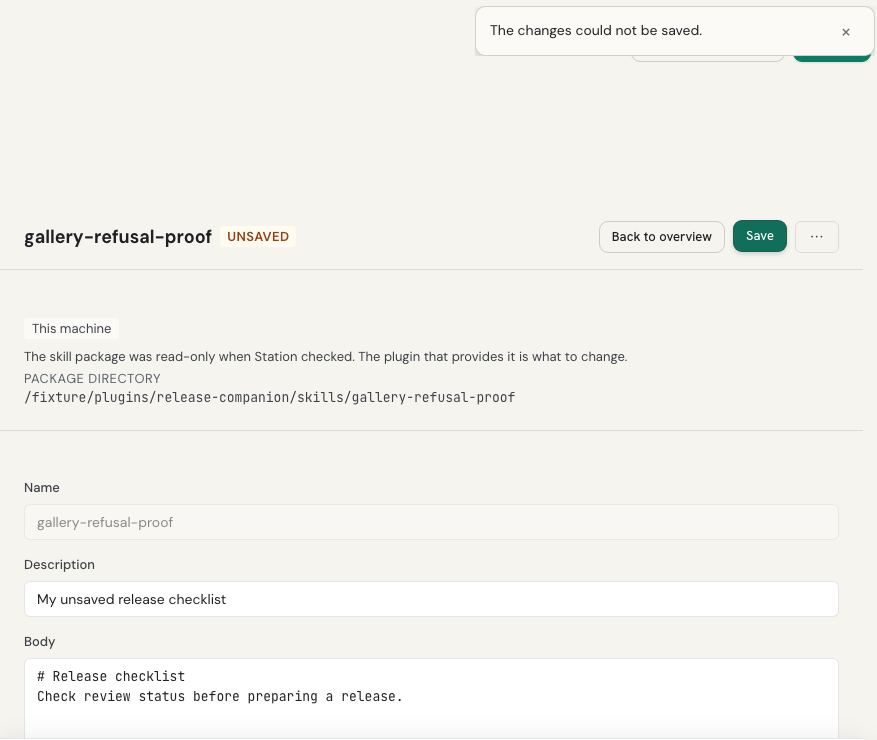 The changes could not be saved. ×
gallery-refusal-proof UNSAVED Back to overview Save ...
This machine
The skill package was read-only when Station checked. The plugin that provides it is what to change.
PACKAGE DIRECTORY
/fixture/plugins/release-companion/skills/gallery-refusal-proof
Name
gallery-refusal-proof
Description
My unsaved release checklist
Body
# Release checklist
Check review status before preparing a release.